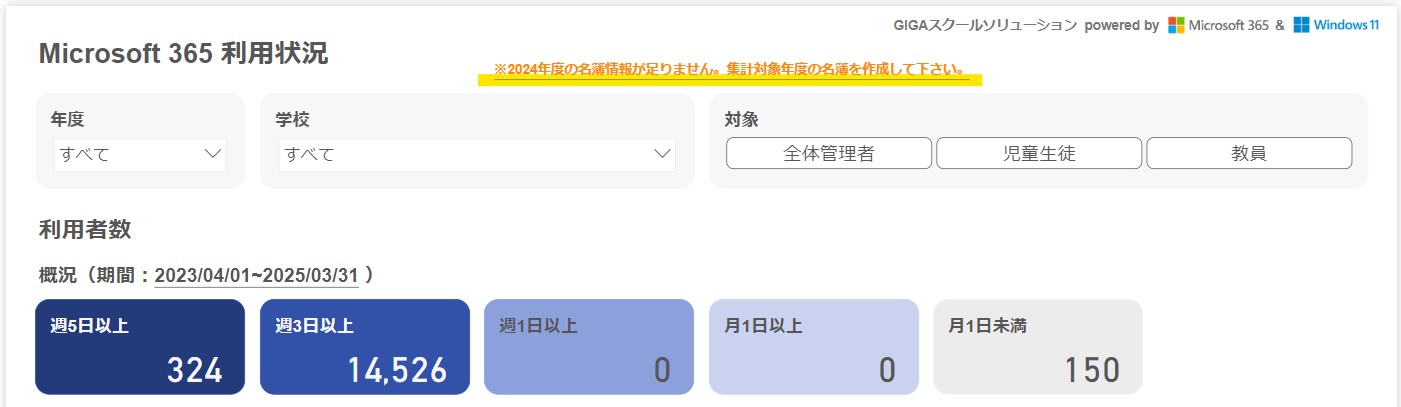 GIGAスクールソリューション powered by Microsoft 365 & Windows 11
Microsoft 365 利用状況
※2024年度の名簿情報が足りません。集計対象年度の名簿を作成して下さい。
年度
学校
対象
すべて
すべて
全体管理者
児童生徒
教員
利用者数
概況（期間：2023/04/01~2025/03/31 ）
週5日以上
324
週3日以上
14,526
週1日以上
0
月1日以上
0
月1日未満
150